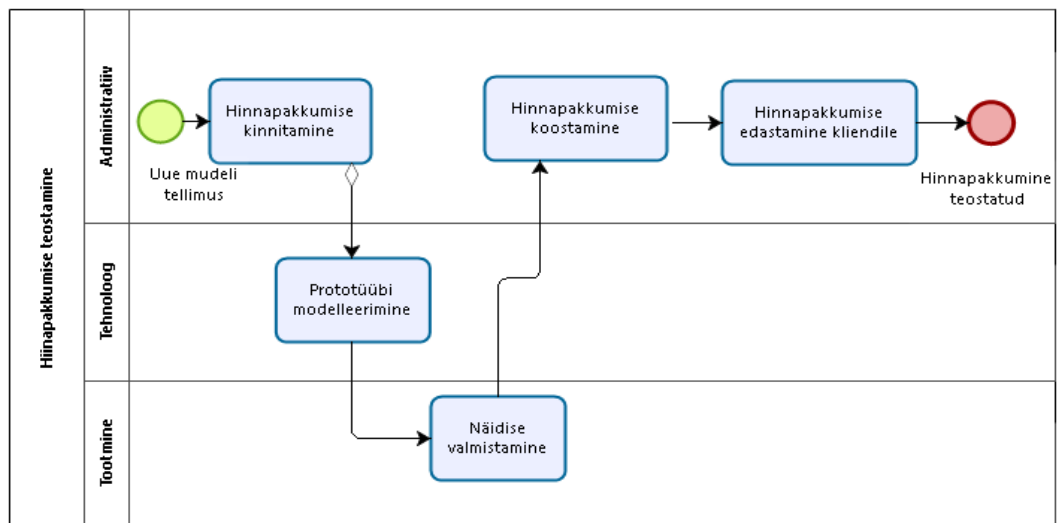 Hiinapakkumise teostamine
Administratiiv
Uue mudeli
tellimus
Hinnapakkumise
kinnitamine
Hinnapakkumise
koostamine
Hinnapakkumise
edastamine kliendile
Hinnapakkumine
teostatud
Tehnoloog
Prototüübi
modelleerimine
Tootmine
Näidise
valmistamine